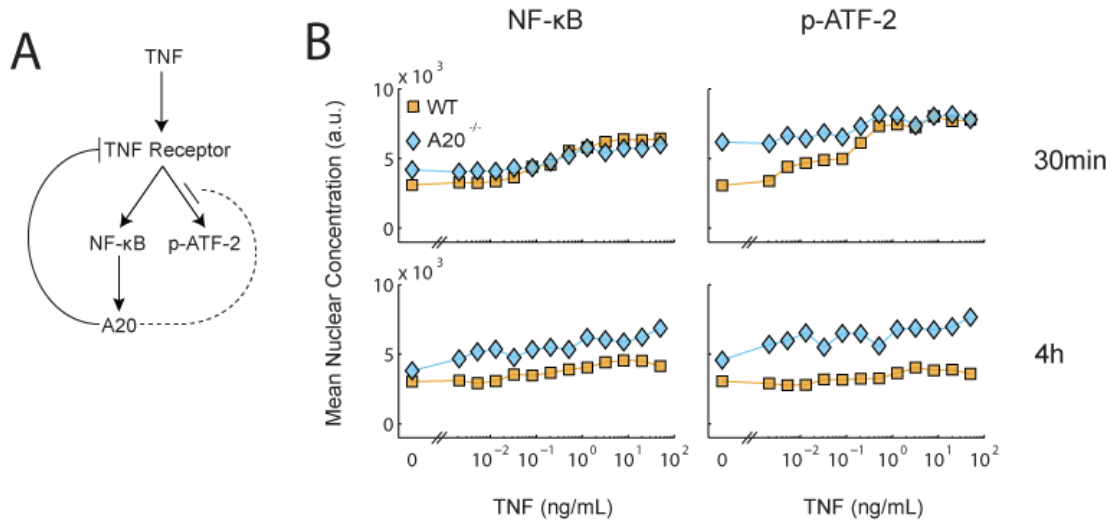 A
TNF
TNF Receptor
NF-κB
p-ATF-2
A20
B
NF-κB
p-ATF-2
Mean Nuclear Concentration (a.u.)
x 10³
10
5
0
WT
A20 -/-
30min
x 10³
10
5
0
4h
0
10⁻²
10⁻¹
10⁰
10¹
10²
0
10⁻²
10⁻¹
10⁰
10¹
10²
TNF (ng/mL)
TNF (ng/mL)